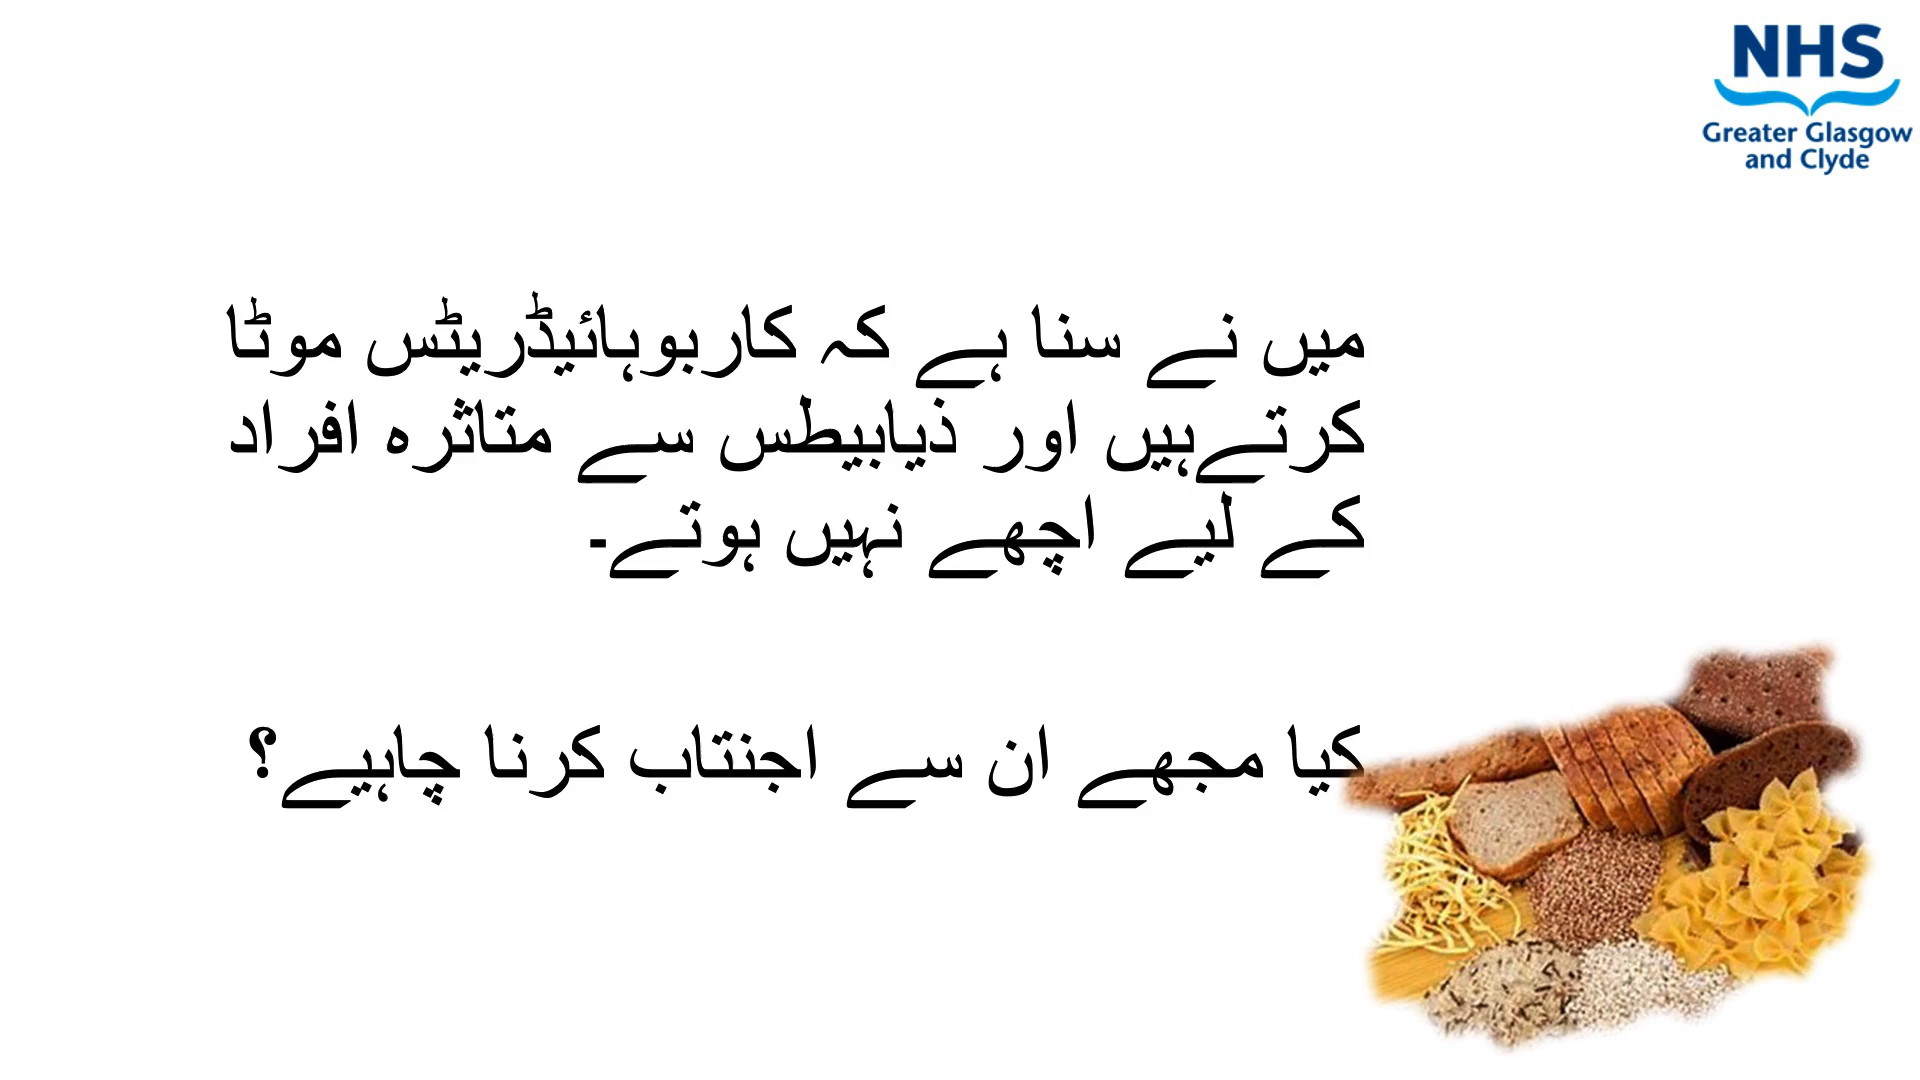 NHS
Greater Glasgow
and Clyde
میں نے سنا ہے کہ کاربوہائیڈریٹس موٹا
کرتےہیں اور ذیابیطس سے متاثرہ افراد
کے لیے اچھے نہیں ہوتے۔
کیا مجھے ان سے اجنتاب کرنا چاہیے؟